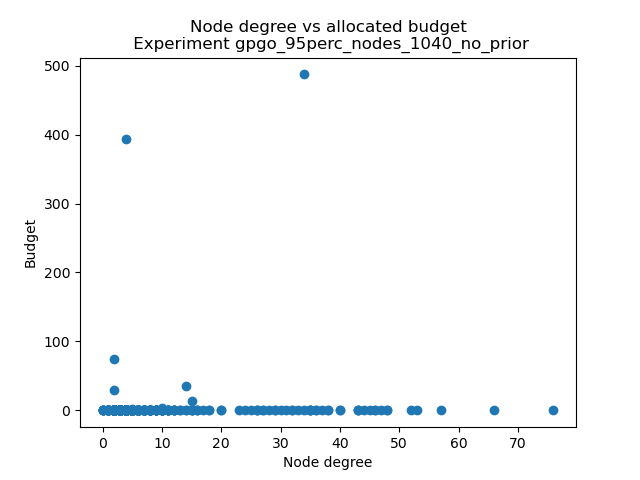 Node degree vs allocated budget
Experiment gpgo_95perc_nodes_1040_no_prior
500
400
300
200
100
0
Budget
0 10 20 30 40 50 60 70
Node degree